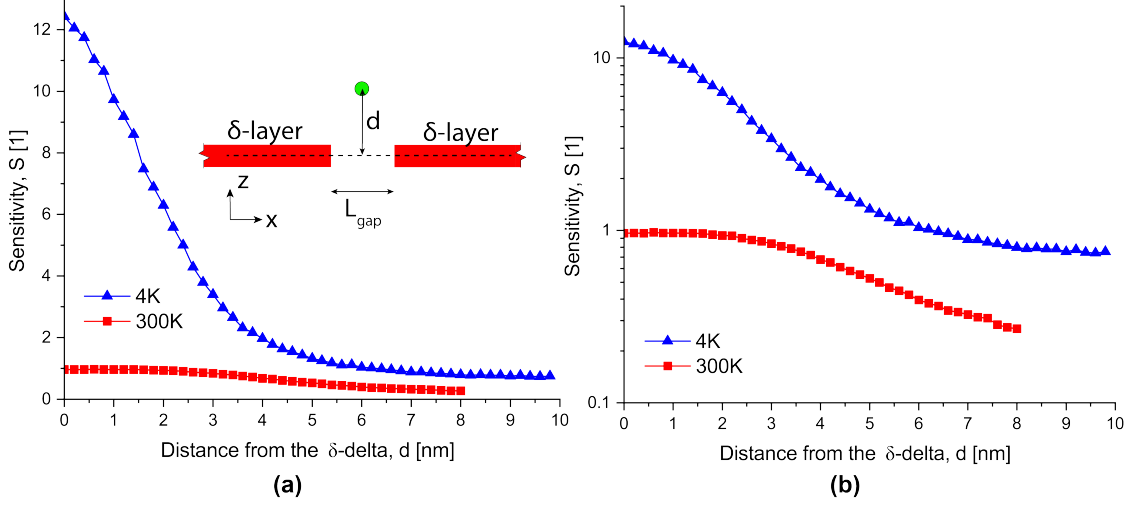 12
10
8
6
4
2
0
Sensitivity, S [1]
δ-layer
d
δ-layer
z
x
L gap
4K
300K
0 1 2 3 4 5 6 7 8 9 10
Distance from the δ-delta, d [nm]
(a)
10
1
0.1
Sensitivity, S [1]
4K
300K
0 1 2 3 4 5 6 7 8 9 10
Distance from the δ-delta, d [nm]
(b)